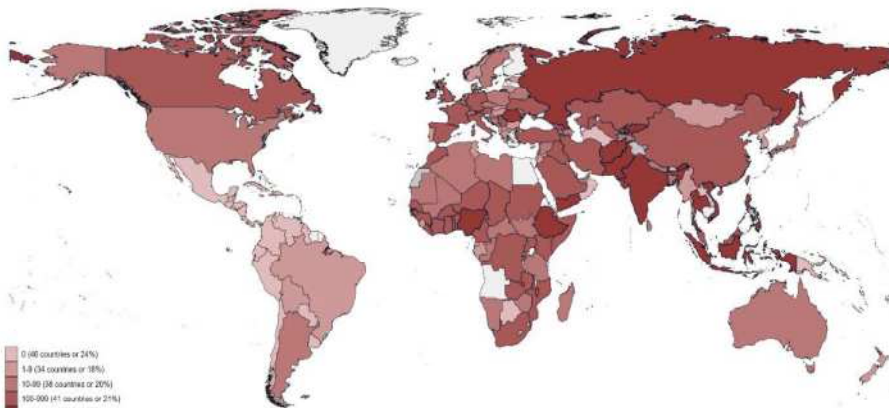 0 (46 countries or 24%)
1-9 (34 countries or 18%)
10-99 (38 countries or 20%)
100-999 (41 countries or 21%)